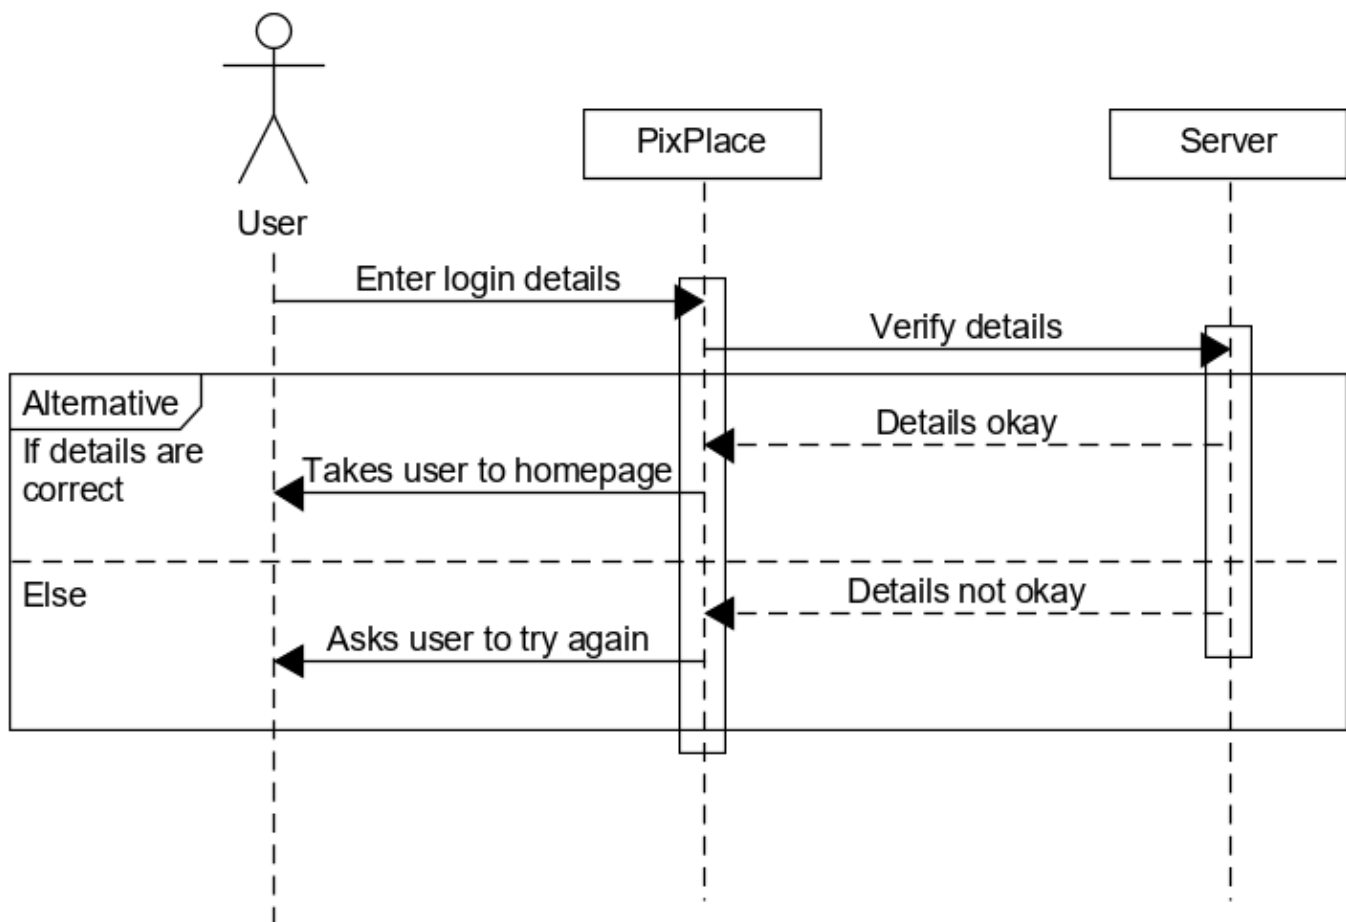 User
PixPlace
Server
Enter login details
Verify details
Alternative
If details are
correct
Details okay
Takes user to homepage
Else
Details not okay
Asks user to try again